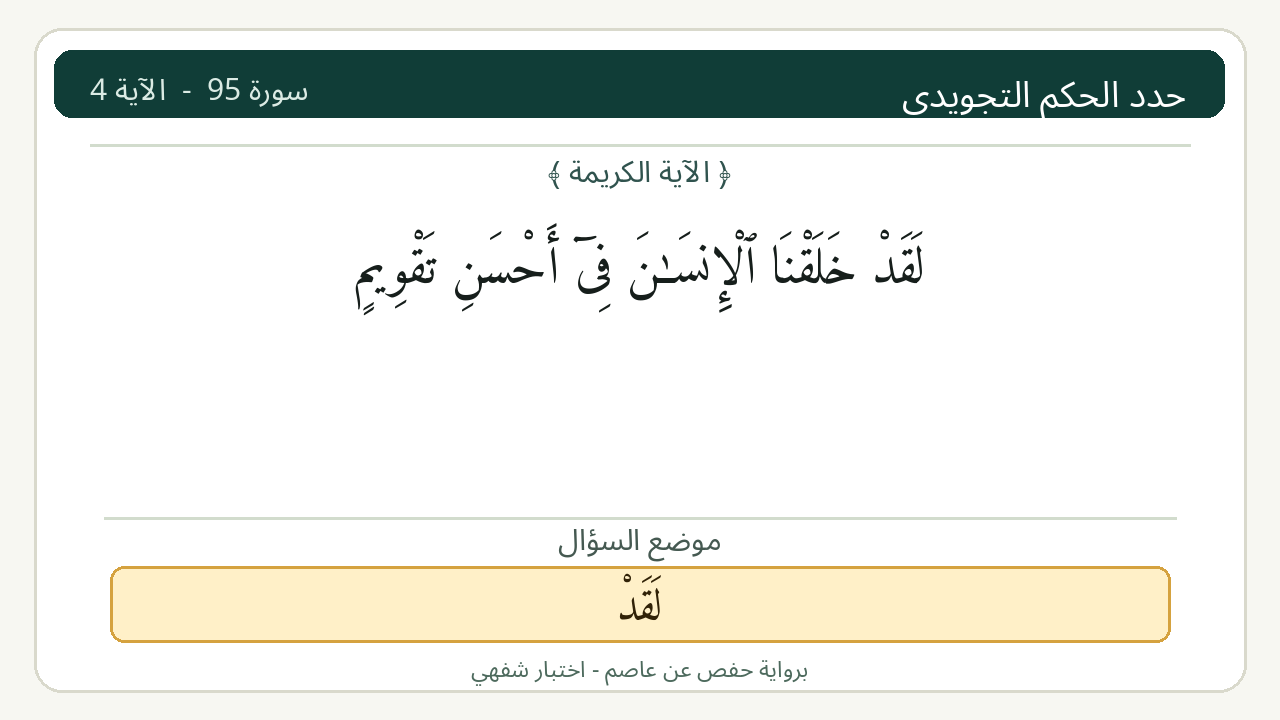 حدد الحكم التجويدى
سورة 95 - الآية 4
﴿ الآية الكريمة ﴾
لَقَدْ خَلَقْنَا ٱلْإِنسَـٰنَ فِىٓ أَحْسَنِ تَقْوِيمٍ
موضع السؤال
لَقَدْ
برواية حفص عن عاصم - اختبار شفهي